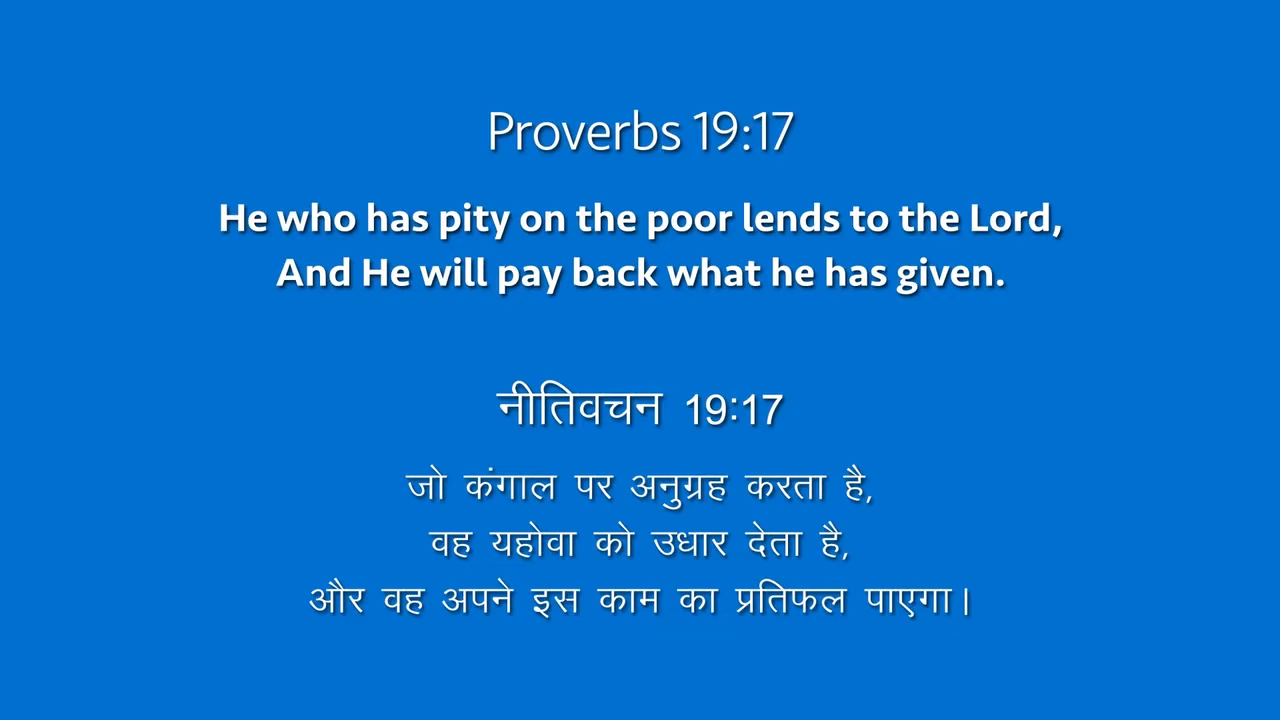 Proverbs 19:17
He who has pity on the poor lends to the Lord,
And He will pay back what he has given.
नीतिवचन 19:17
जो कंगाल पर अनुग्रह करता है,
वह यहोवा को उधार देता है,
और वह अपने इस काम का प्रतिफल पाएगा।